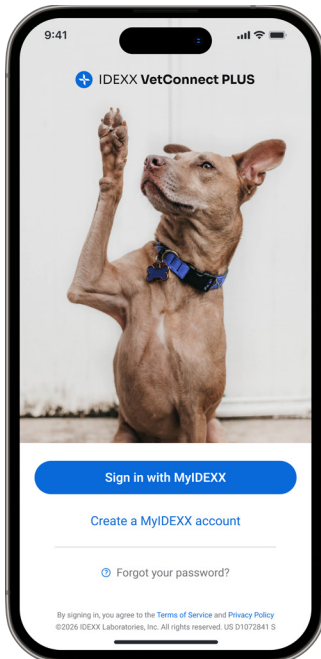 9:41
IDEXX VetConnect PLUS
Sign in with MyIDEXX
Create a MyIDEXX account
Forgot your password?
By signing in, you agree to the Terms of Service and Privacy Policy
©2026 IDEXX Laboratories, Inc. All rights reserved. US D1072841 S